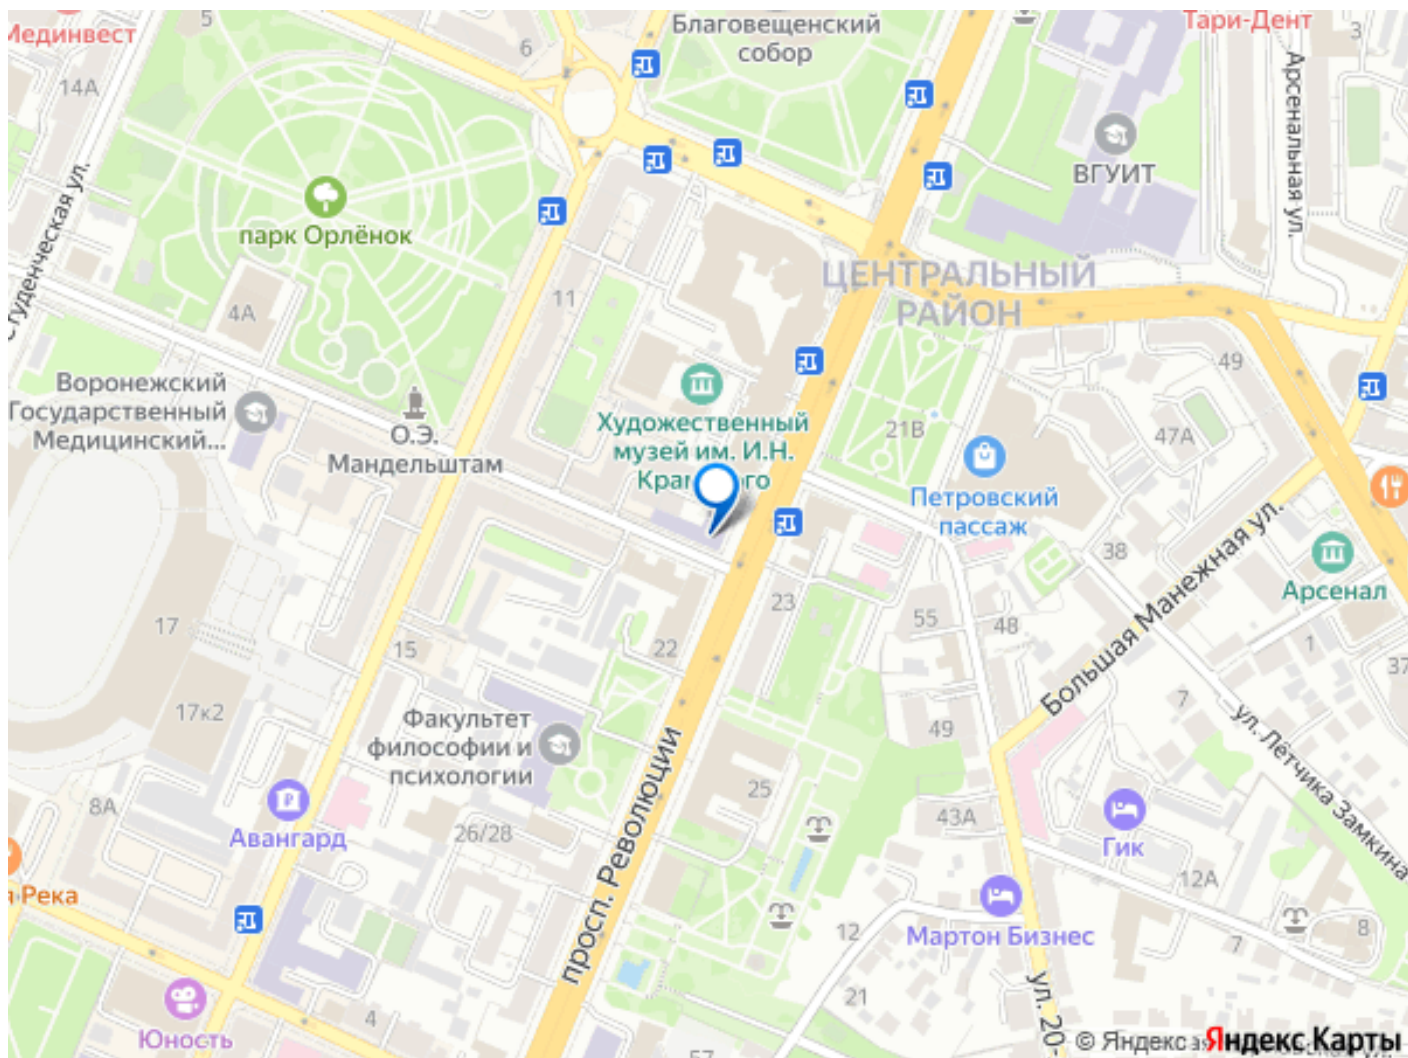 Мединвест
5
6
Благовещенский
собор
Тари-Дент
3
14А
Арсенальная ул.
ВГУИТ
Студенческая ул.
парк Орлёнок
ЦЕНТРАЛЬНЫЙ
РАЙОН
11
4А
49
Воронежский
Государственный
Медицинский...
О.Э.
Мандельштам
Художественный
музей им. И.Н.
21В
47А
Петровский
пассаж
38
Большая Манежная ул.
Арсенал
17
15
22
23
55
48
1
37
7
17к2
Факультет
философии и
психологии
49
ул. Лётчика Замкина
просп. Революции
25
8А
Авангард
26/28
43А
Гик
12А
Река
Мартон Бизнес
12
7
8
21
ул. 20-
Юность
4
57
© Яндекс
Яндекс Карты